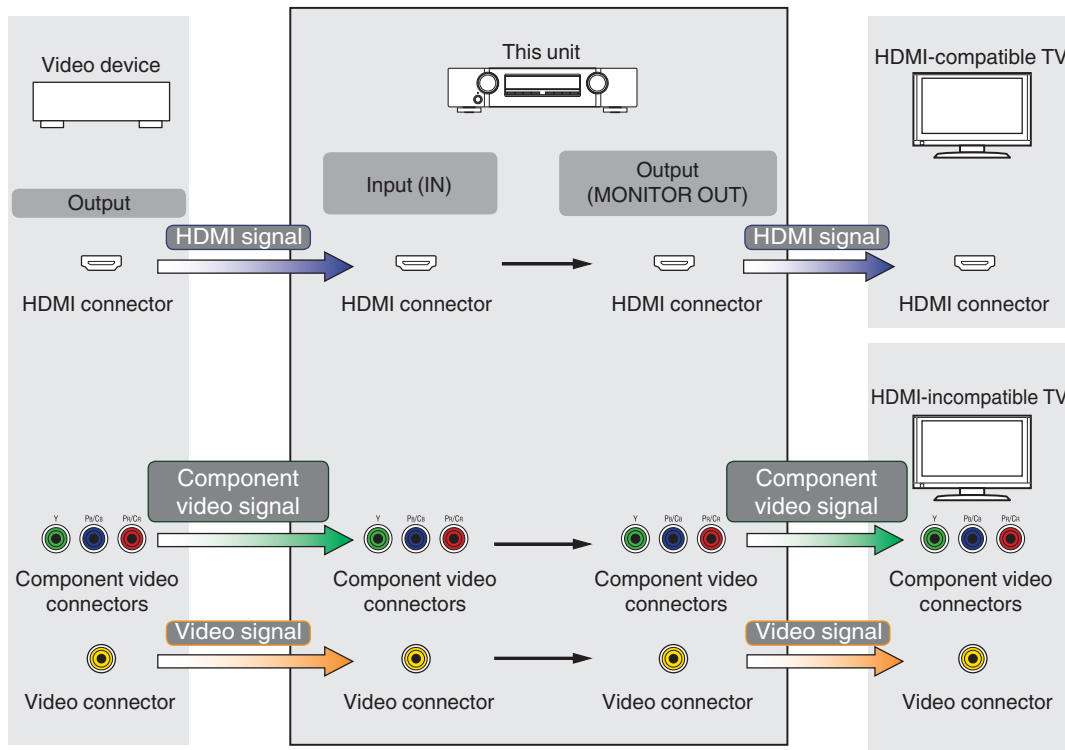 Video device
This unit
HDMI-compatible TV
Output
Input (IN)
Output
(MONITOR OUT)
HDMI signal
HDMI signal
HDMI connector
HDMI connector
HDMI connector
HDMI connector
HDMI-incompatible TV
Component
video signal
Component
video signal
Y PB/CB PR/CR
Y PB/CB PR/CR
Y PB/CB PR/CR
Y PB/CB PR/CR
Component video
connectors
Component video
connectors
Component video
connectors
Component video
connectors
Video signal
Video signal
Video connector
Video connector
Video connector
Video connector